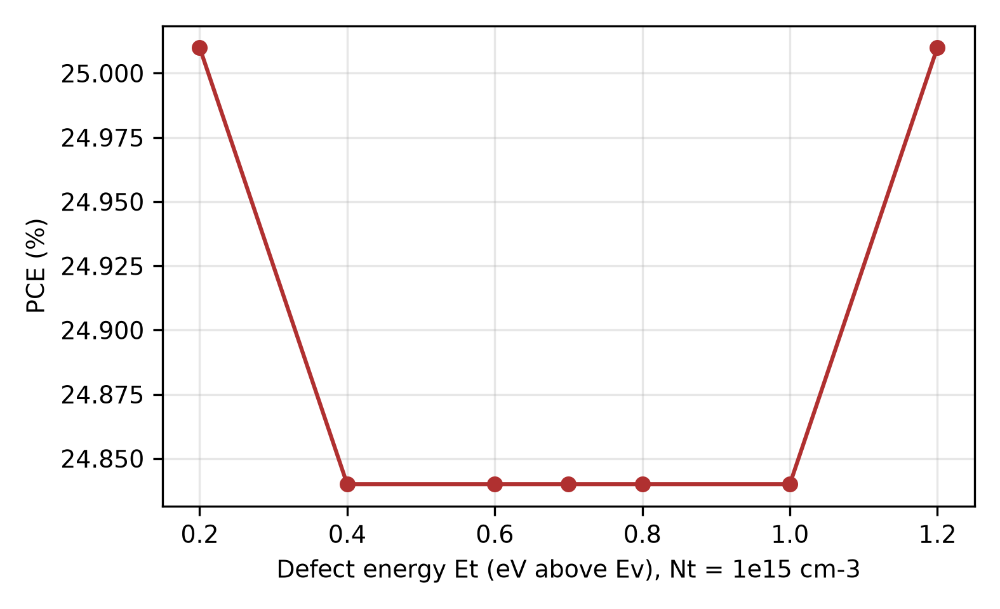 25.000
24.975
24.950
24.925
24.900
24.875
24.850
PCE (%)
0.2 0.4 0.6 0.8 1.0 1.2
Defect energy Et (eV above Ev), Nt = 1e15 cm-3